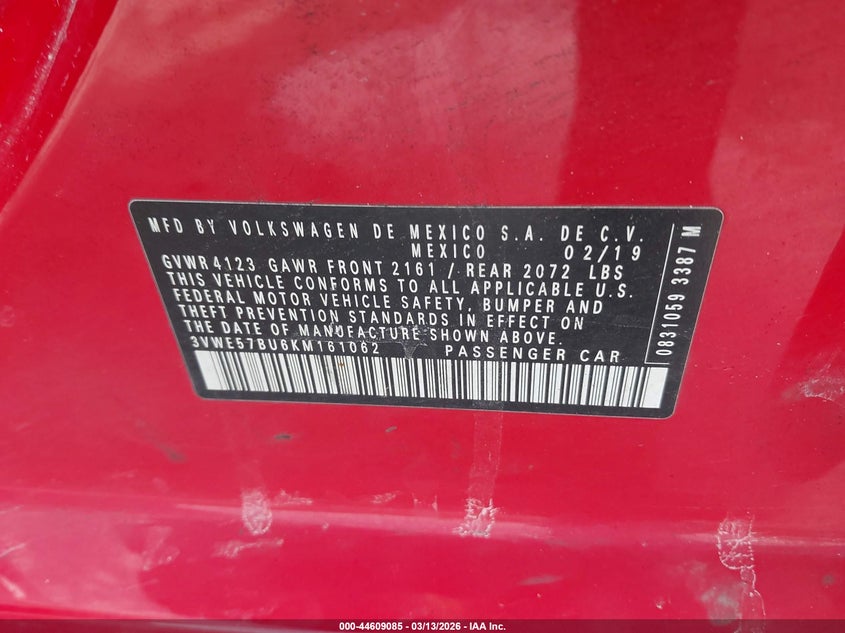 MFD BY VOLKSWAGEN DE MEXICO S.A. DE C.V.
MEXICO 02/19
GVWR 4123 GAWR FRONT 2161 / REAR 2072 LBS
THIS VEHICLE CONFORMS TO ALL APPLICABLE U.S.
FEDERAL MOTOR VEHICLE SAFETY, BUMPER AND
THEFT PREVENTION STANDARDS IN EFFECT ON
THE DATE OF MANUFACTURE SHOWN ABOVE.
3VWE57BU6KM161062 PASSENGER CAR
0831059 3387 M
000-44609085 - 03/13/2026 - IAA Inc.